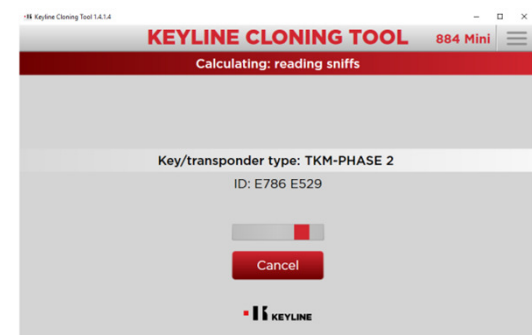 Keyline Cloning Tool 1.4.1.4
KEYLINE CLONING TOOL 884 Mini
Calculating: reading sniffs
Key/transponder type: TKM-PHASE 2
ID: E786 E529
Cancel
KEYLINE